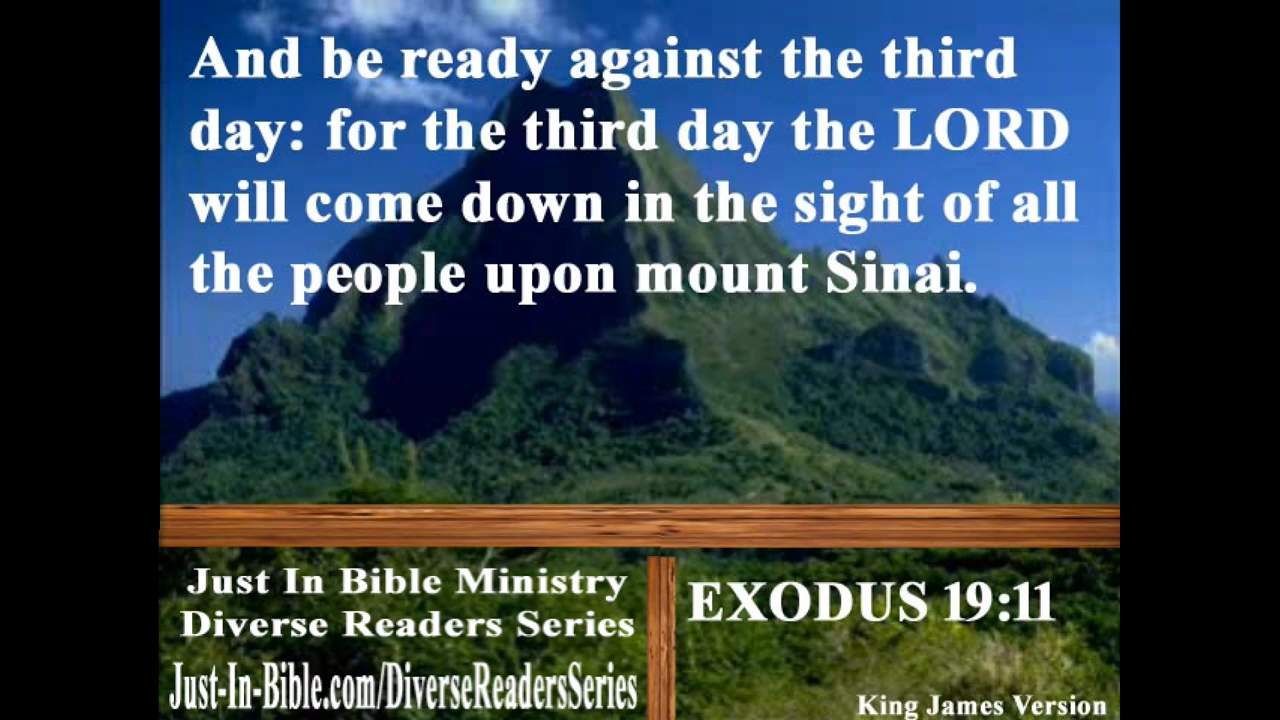 And be ready against the third
day: for the third day the LORD
will come down in the sight of all
the people upon mount Sinai.
Just In Bible Ministry
Diverse Readers Series
Just-In-Bible.com/DiverseReadersSeries
EXODUS 19:11
King James Version